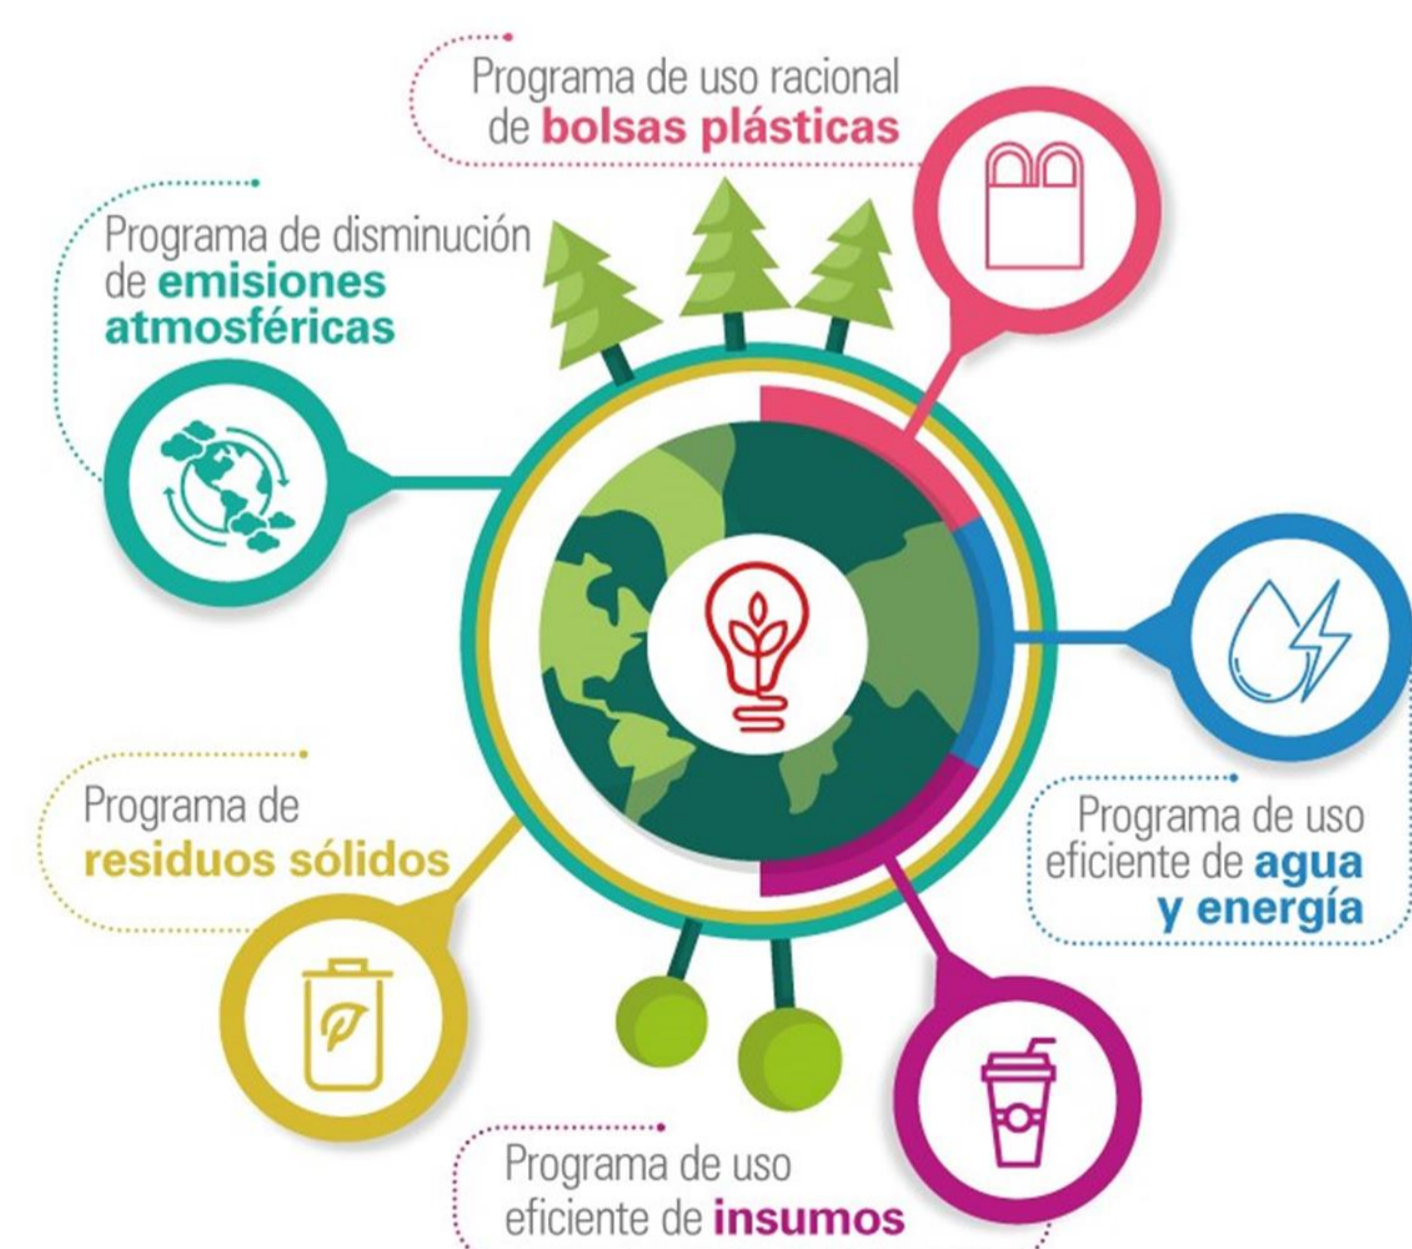 Programa de uso racional
de bolsas plásticas
Programa de disminución
de emisiones
atmosféricas
Programa de uso
eficiente de agua
y energía
Programa de
residuos sólidos
Programa de uso
eficiente de insumos